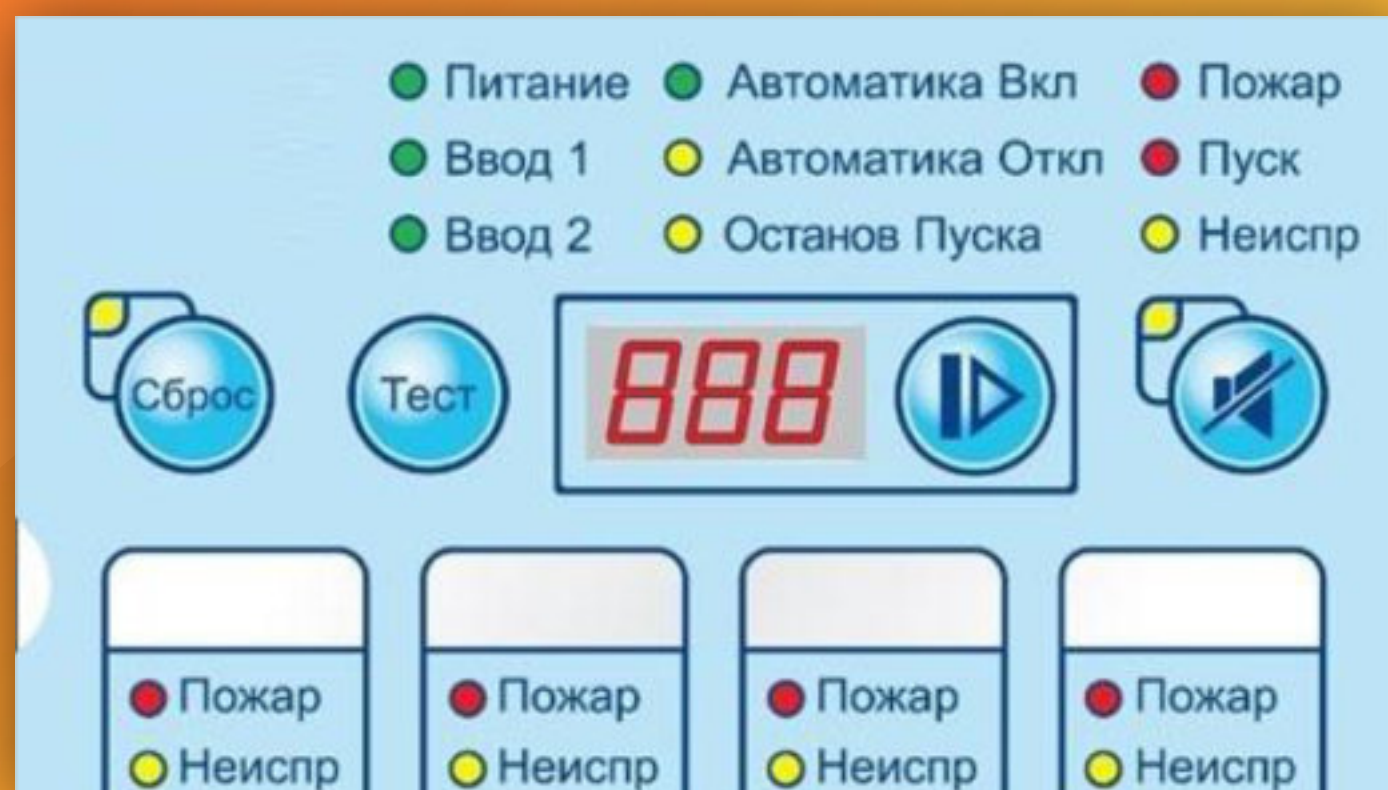 Питание Автоматика Вкл Пожар
Ввод 1 Автоматика Откл Пуск
Ввод 2 Останов Пуска Неиспр
Сброс Тест 888
Пожар Пожар Пожар Пожар
Неиспр Неиспр Неиспр Неиспр